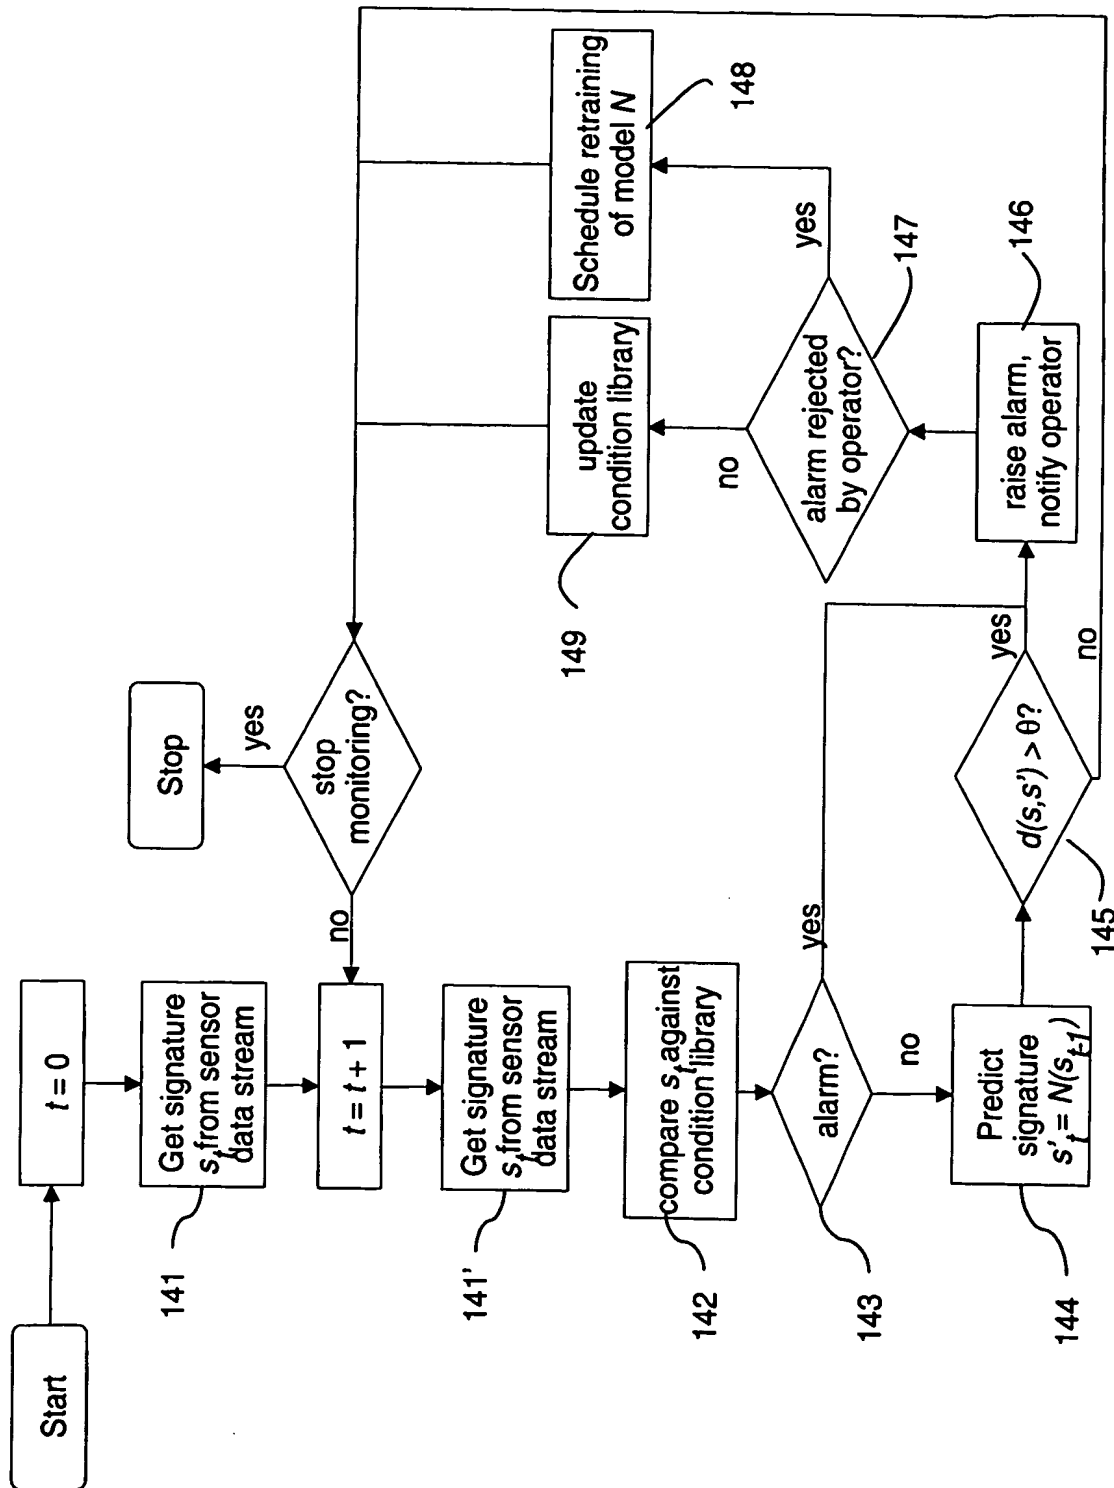 Start
t = 0
Get signature
s_t from sensor
data stream
141
t = t + 1
Get signature
s_t from sensor
data stream
141'
compare s_t against
condition library
142
alarm?
143
yes
no
Predict
signature
s'_t = N(s_t-1)
144
d(s,s') > θ?
145
yes
no
raise alarm,
notify operator
146
alarm rejected
by operator?
147
no
yes
update
condition library
149
Schedule retraining
of model N
148
stop
monitoring?
no
yes
Stop